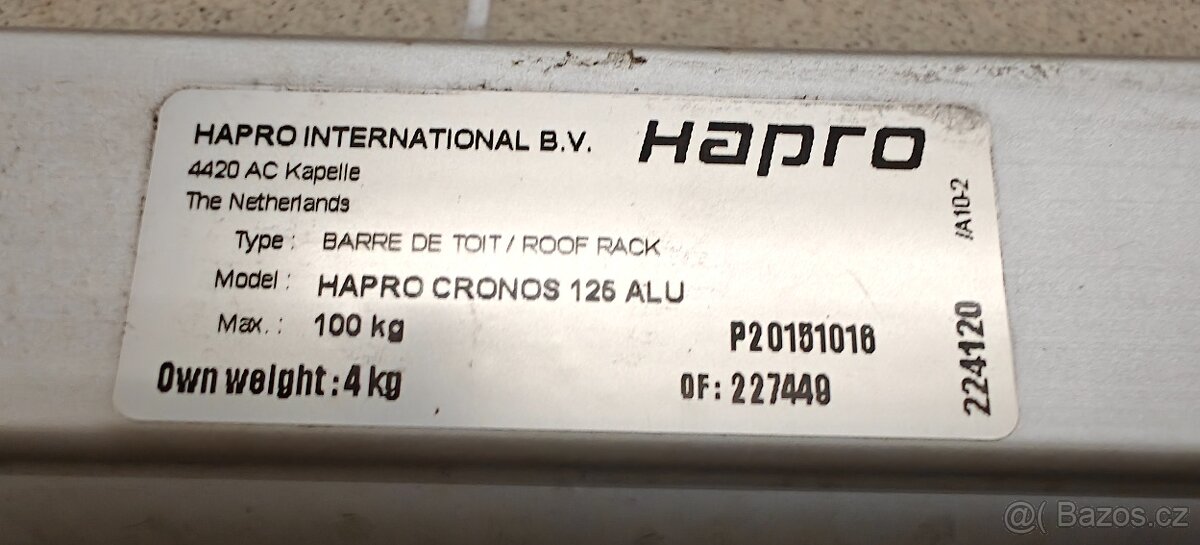 HAPRO INTERNATIONAL B.V.
Hapro
4420 AC Kapelle
The Netherlands
Type : BARRE DE TOIT / ROOF RACK
Model : HAPRO CRONOS 125 ALU
Max. : 100 kg
P20151016
Own weight : 4 kg
OF: 227449
224120
/A10-2
@( Bazos.cz